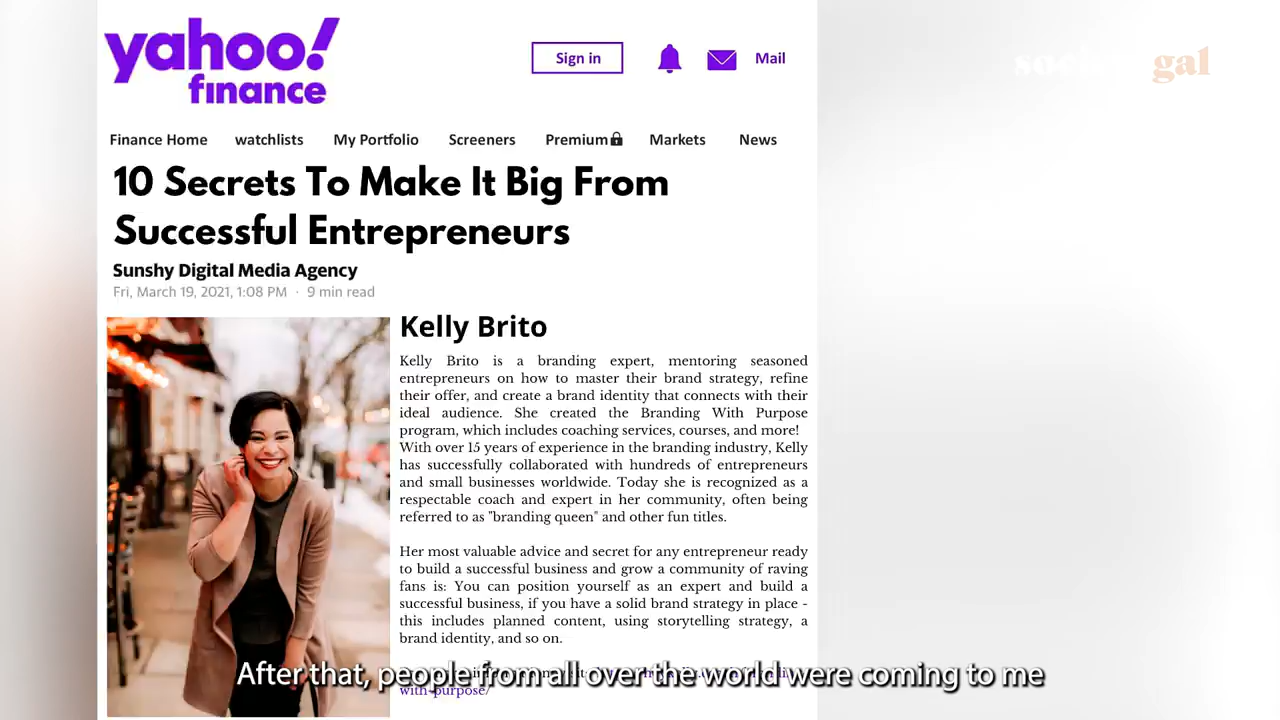 yahoo!
finance
Sign in
Mail
gal
Finance Home watchlists My Portfolio Screeners Premium Markets News
10 Secrets To Make It Big From
Successful Entrepreneurs
Sunshy Digital Media Agency
Fri, March 19, 2021, 1:08 PM · 9 min read
Kelly Brito
Kelly Brito is a branding expert, mentoring seasoned
entrepreneurs on how to master their brand strategy, refine
their offer, and create a brand identity that connects with their
ideal audience. She created the Branding With Purpose
program, which includes coaching services, courses, and more!
With over 15 years of experience in the branding industry, Kelly
has successfully collaborated with hundreds of entrepreneurs
and small businesses worldwide. Today she is recognized as a
respectable coach and expert in her community, often being
referred to as "branding queen" and other fun titles.
Her most valuable advice and secret for any entrepreneur ready
to build a successful business and grow a community of raving
fans is: You can position yourself as an expert and build a
successful business, if you have a solid brand strategy in place -
this includes planned content, using storytelling strategy, a
brand identity, and so on.
After that, people from all over the world were coming to me
with-purpose/